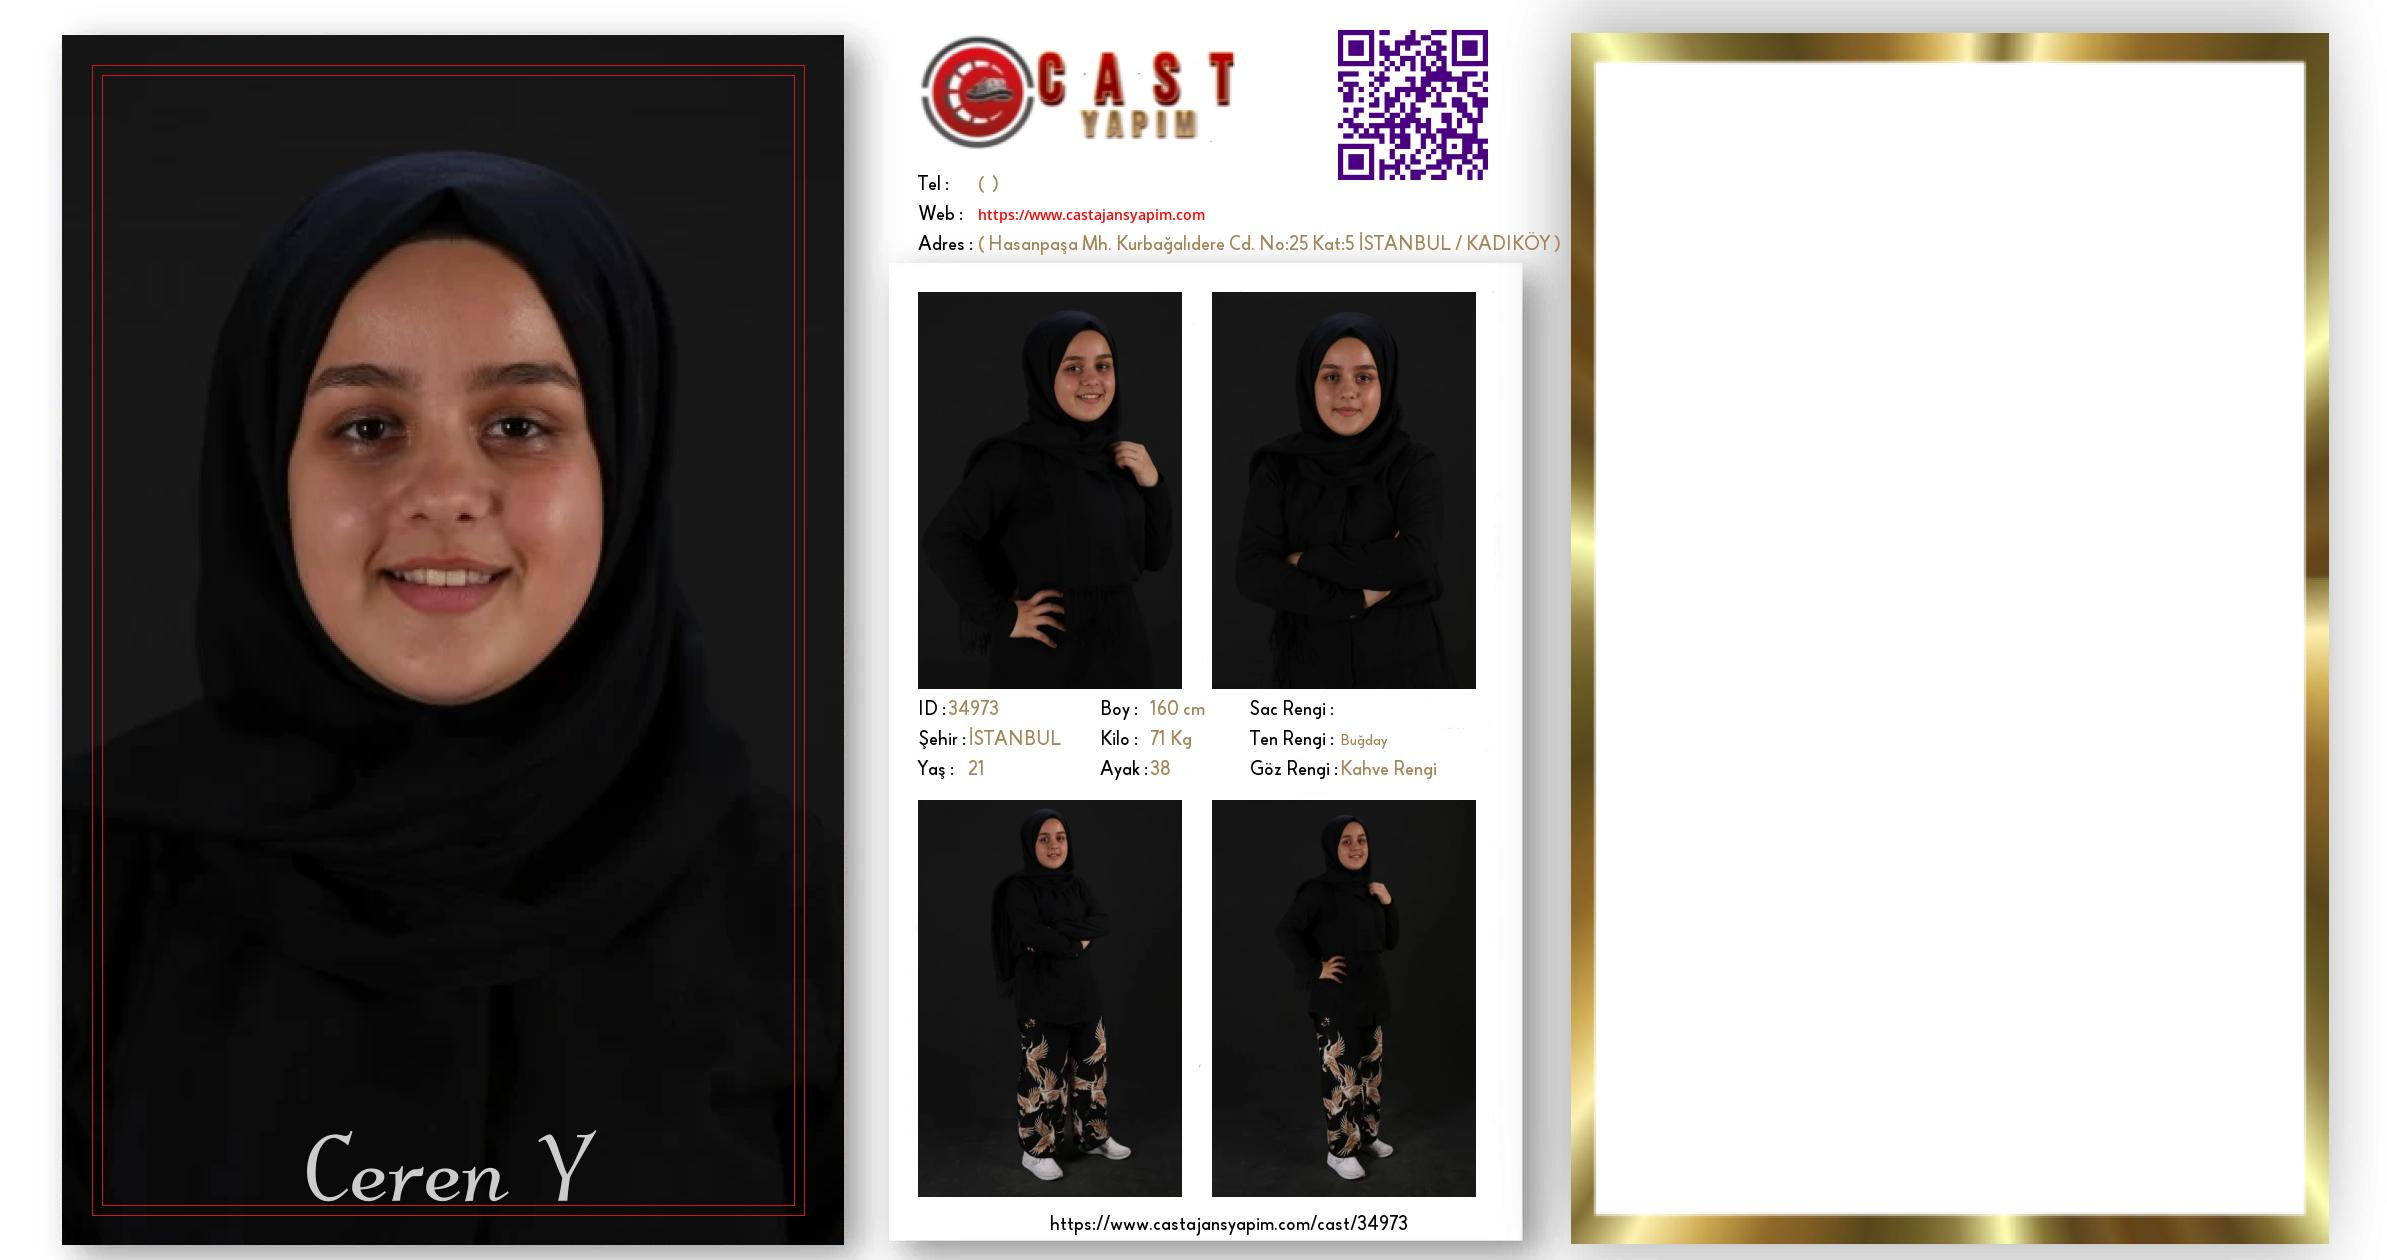 Ceren Y
CAST
YAPIM
Tel : ( )
Web : https://www.castajansyapim.com
Adres : ( Hasanpaşa Mh. Kurbağalıdere Cd. No:25 Kat:5 İSTANBUL / KADIKÖY )
ID : 34973 Boy : 160 cm Sac Rengi :
Şehir : İSTANBUL Kilo : 71 Kg Ten Rengi : Buğday
Yaş : 21 Ayak : 38 Göz Rengi : Kahve Rengi
https://www.castajansyapim.com/cast/34973